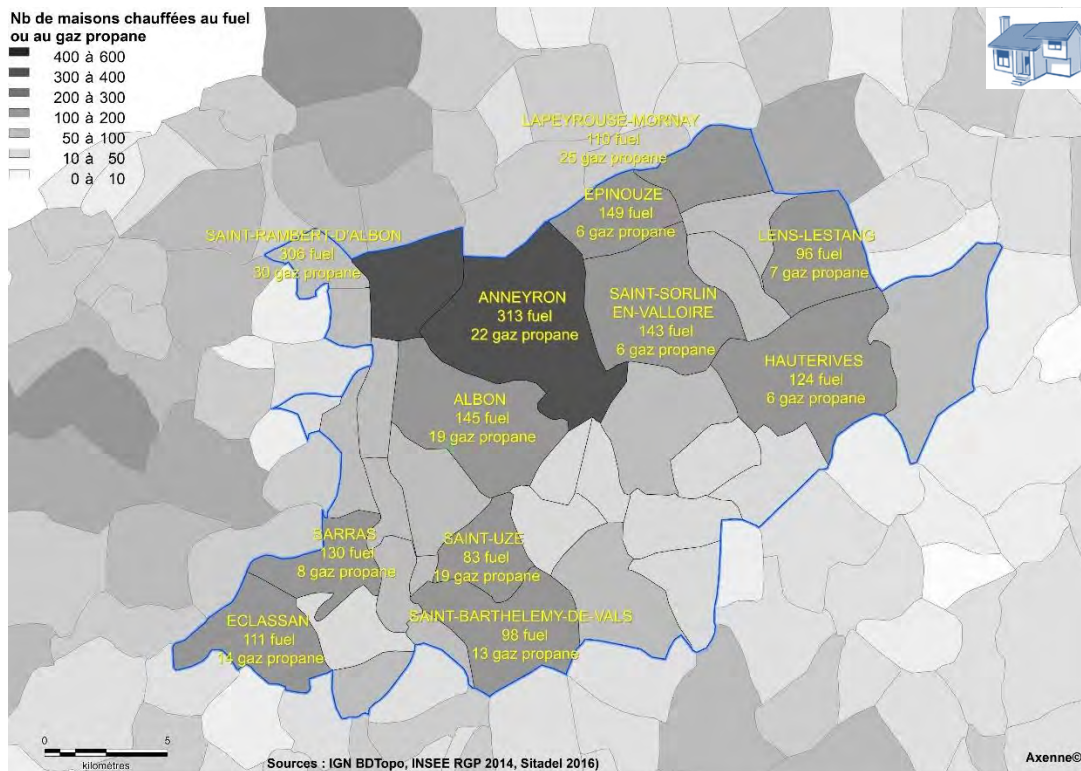 Nb de maisons chauffées au fuel
ou au gaz propane
400 à 600
300 à 400
200 à 300
100 à 200
50 à 100
10 à 50
0 à 10
LAPEYROUSE-MORNAY
110 fuel
25 gaz propane
EPINOUZE
149 fuel
6 gaz propane
SAINT-RAMBERT-D'ALBON
306 fuel
30 gaz propane
LENS-LESTANG
96 fuel
7 gaz propane
ANNEYRON
313 fuel
22 gaz propane
SAINT-SORLIN
EN-VALLOIRE
143 fuel
6 gaz propane
HAUTERIVES
124 fuel
6 gaz propane
ALBON
145 fuel
19 gaz propane
SARRAS
130 fuel
8 gaz propane
SAINT-UZE
83 fuel
19 gaz propane
ECLASSAN
111 fuel
14 gaz propane
SAINT-BARTHELEMY-DE-VALS
98 fuel
13 gaz propane
0 5
kilomètres
Sources : IGN BDTopo, INSEE RGP 2014, Sitadel 2016)
Axenne©